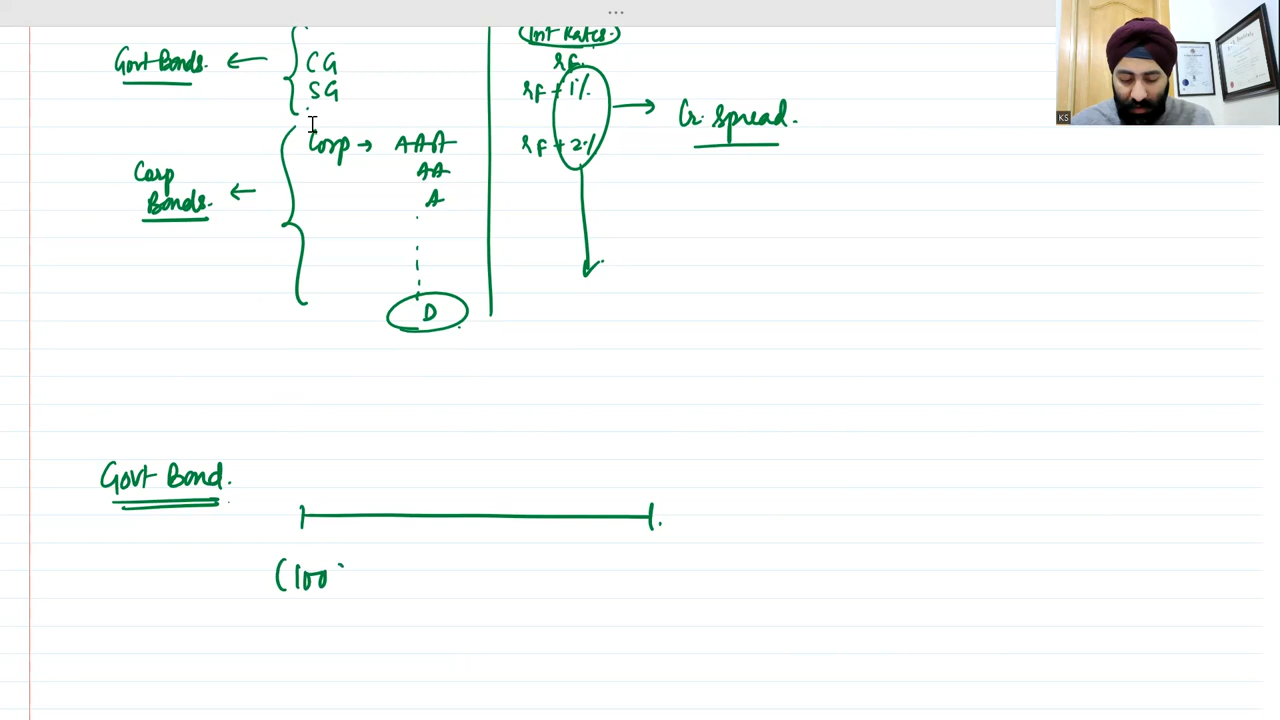 (Int Rates)
Govt Bonds. ← CG rf
SG rf + 1%
→ Cr. Spread.
Corp → AAA rf + 2%
Corp Bonds. ← AA
A
D
Govt Bond.
(100
KS